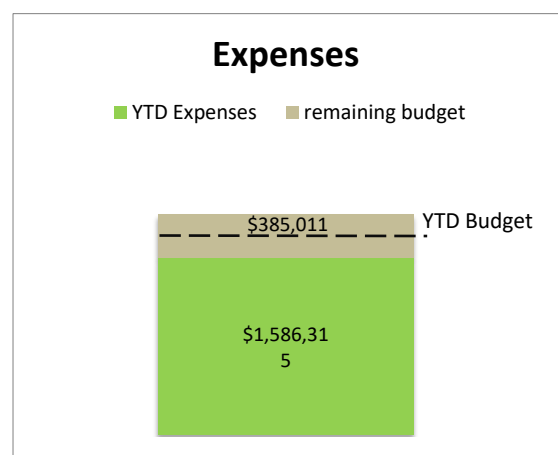 Expenses
YTD Expenses remaining budget
$385,011
YTD Budget
$1,586,31
5